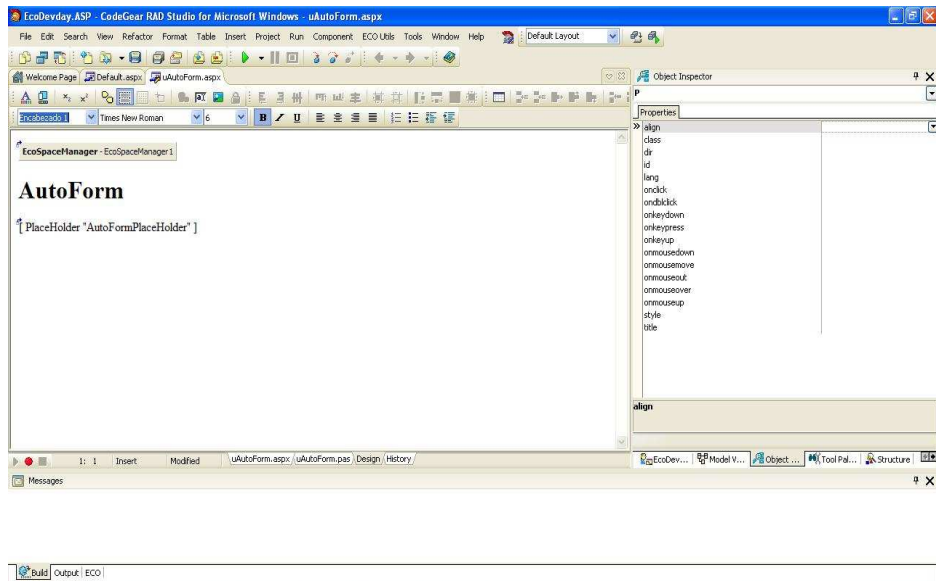 EcoDevday.ASP - CodeGear RAD Studio for Microsoft Windows - uAutoForm.aspx
File Edit Search View Refactor Format Table Insert Project Run Component ECO Utils Tools Window Help Default Layout
Welcome Page Default.aspx uAutoForm.aspx
Encabezado 1 Times New Roman 6 B I U
EcoSpaceManager - EcoSpaceManager1
AutoForm
[ PlaceHolder "AutoFormPlaceHolder" ]
1: 1 Insert Modified uAutoForm.aspx uAutoForm.pas Design History
Object Inspector
P
Properties
align
class
dir
id
lang
onclick
ondblclick
onkeydown
onkeypress
onkeyup
onmousedown
onmousemove
onmouseout
onmouseover
onmouseup
style
title
align
EcoDev... Model V... Object ... Tool Pal... Structure
Messages
Build Output ECO